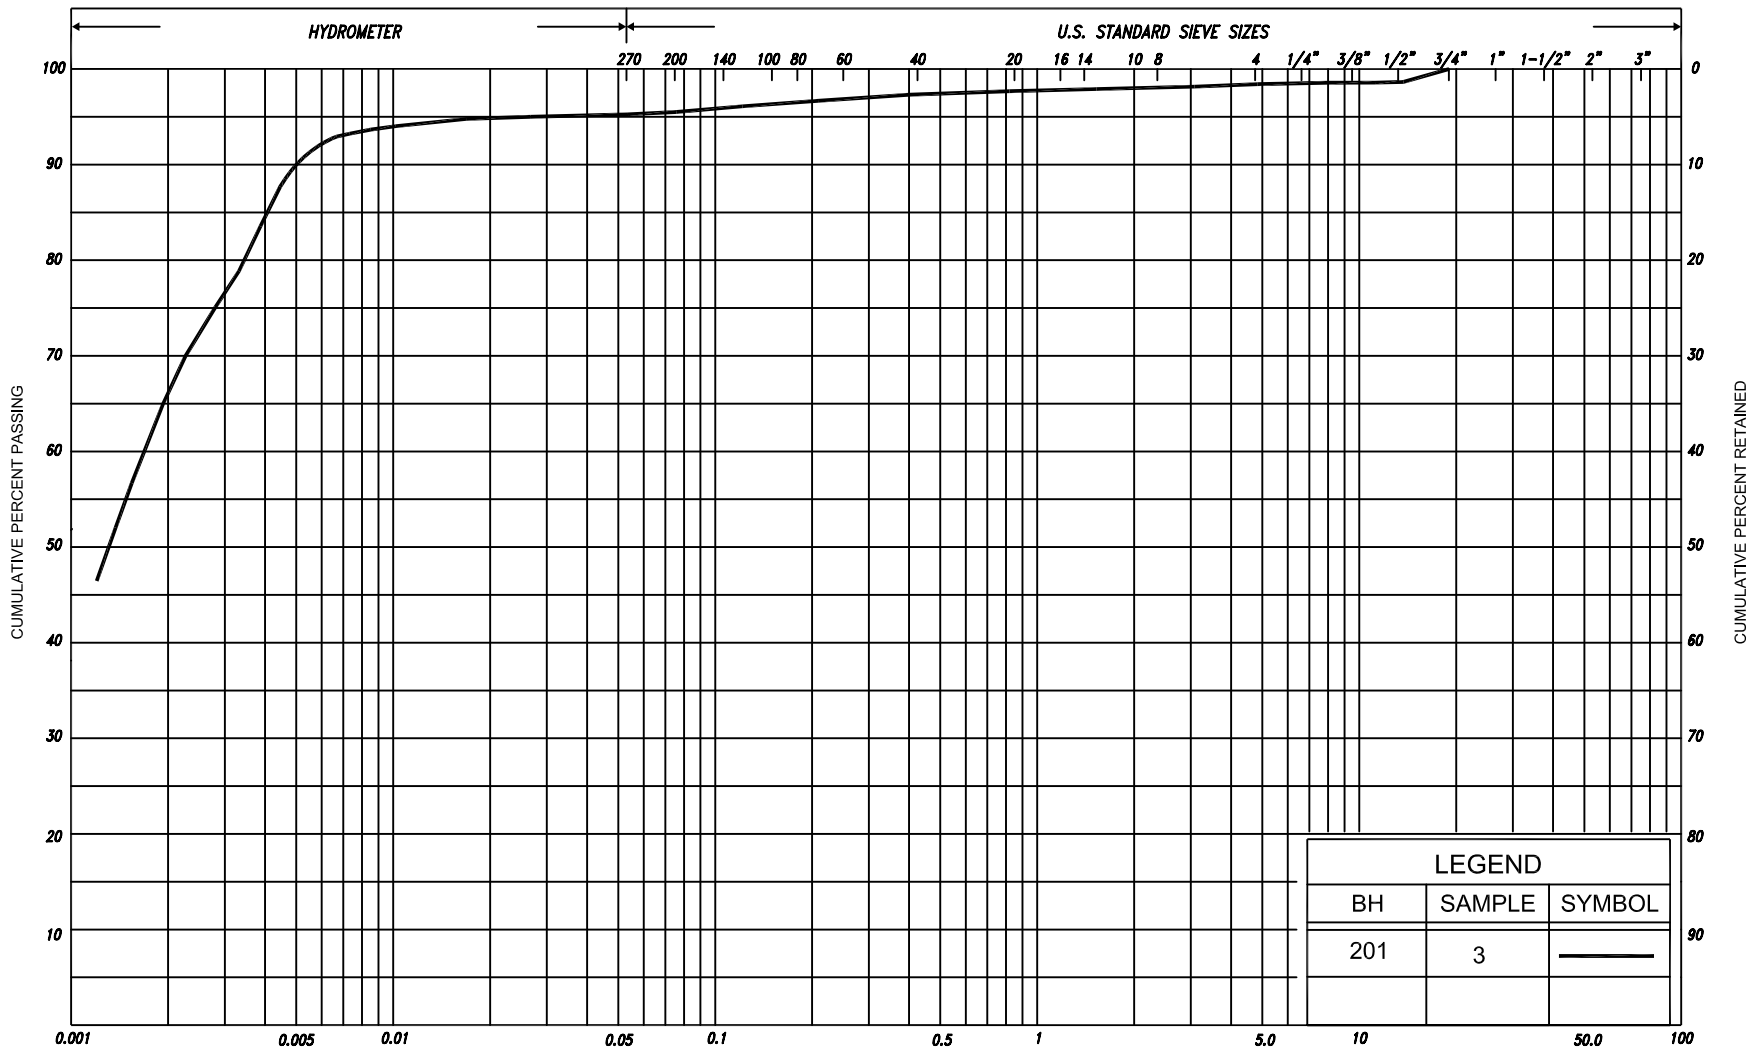 HYDROMETER U.S. STANDARD SIEVE SIZES
270 200 140 100 80 60 40 20 16 14 10 8 4 1/4" 3/8" 1/2" 3/4" 1" 1-1/2" 2" 3"
100 0
90 10
80 20
70 30
60 40
50 50
40 60
30 70
20 80
10 90
CUMULATIVE PERCENT PASSING
CUMULATIVE PERCENT RETAINED
LEGEND
BH SAMPLE SYMBOL
201 3
0.001 0.005 0.01 0.05 0.1 0.5 1 5.0 10 50.0 100